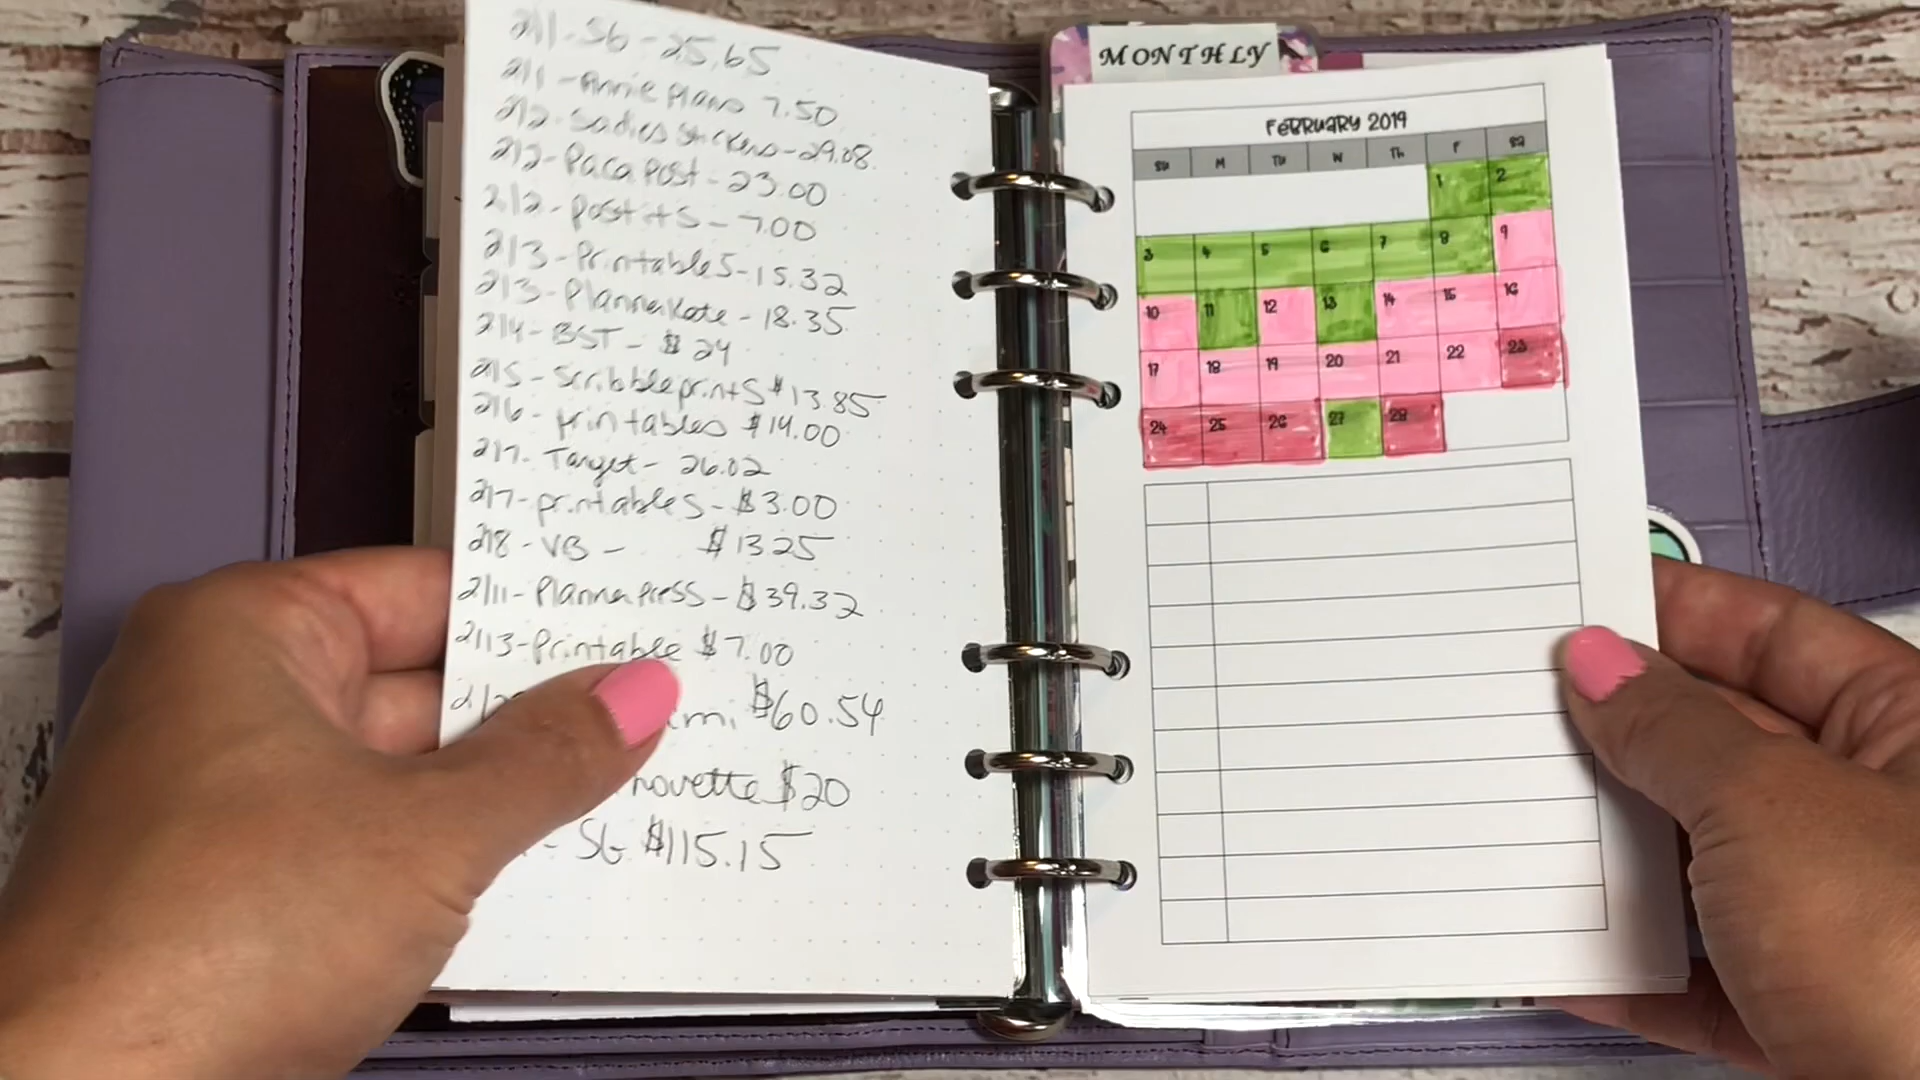 2/1-SG-25.65
2/1-Annie Plans 7.50
2/2-Sadies Stickers-29.08
2/2-PacaPost-23.00
2/2-Post its-7.00
2/3-Printables-15.32
2/3-PlannerKate-18.35
2/4-BST-$24
2/5-Scribbleprints $13.85
2/6-printables $14.00
2/7-Target-26.02
2/7-printables-$3.00
2/8-VB-$13.25
2/11-Planner Press-$39.32
2/13-Printable $7.00
$60.54
$20
- SG $115.15
MONTHLY
FEBRUARY 2019
SU M TU W TH F SA
1 2
3 4 5 6 7 8 9
10 11 12 13 14 15 16
17 18 19 20 21 22 23
24 25 26 27 28